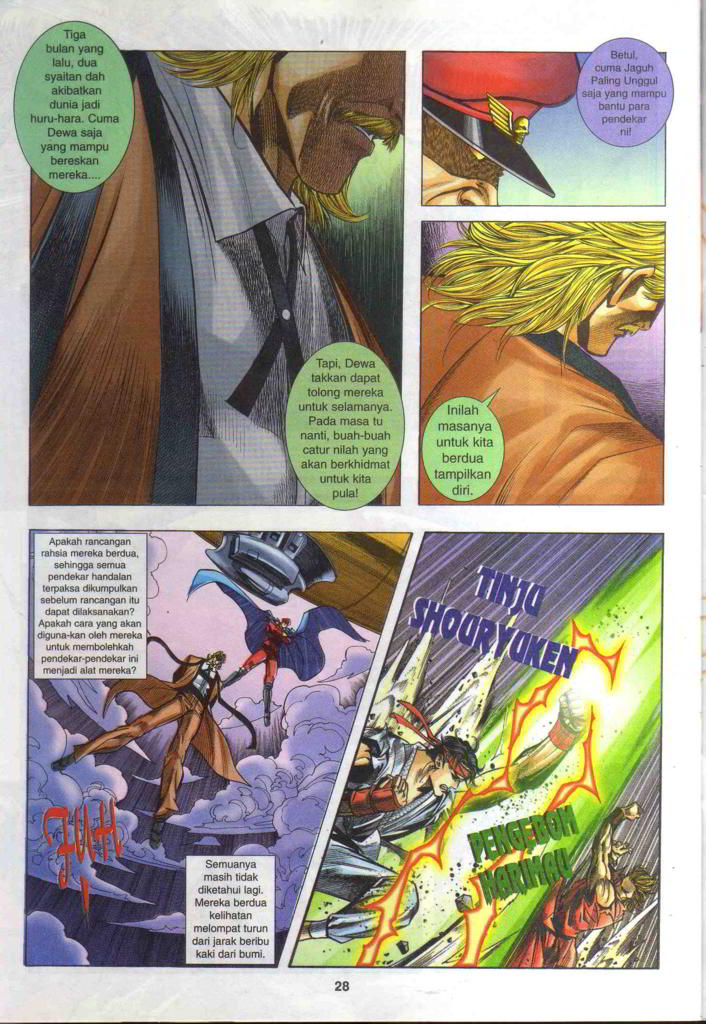 Tiga
bulan yang
lalu, dua
syaitan dah
akibatkan
dunia jadi
huru-hara. Cuma
Dewa saja
yang mampu
bereskan
mereka....
Tapi, Dewa
takkan dapat
tolong mereka
untuk selamanya.
Pada masa tu
nanti, buah-buah
catur nilah yang
akan berkhidmat
untuk kita
pula!
Betul,
cuma Jaguh
Paling Unggul
saja yang mampu
bantu para
pendekar
ni!
Inilah
masanya
untuk kita
berdua
tampilkan
diri.
Apakah rancangan
rahsia mereka berdua,
sehingga semua
pendekar handalan
terpaksa dikumpulkan
sebelum rancangan itu
dapat dilaksanakan?
Apakah cara yang akan
diguna-kan oleh mereka
untuk membolehkah
pendekar-pendekar ini
menjadi alat mereka?
FUH!
Semuanya
masih tidak
diketahui lagi.
Mereka berdua
kelihatan
melompat turun
dari jarak beribu
kaki dari bumi.
TINJU
SHOURYUKEN
PENGEBOM
HARIMAU
28